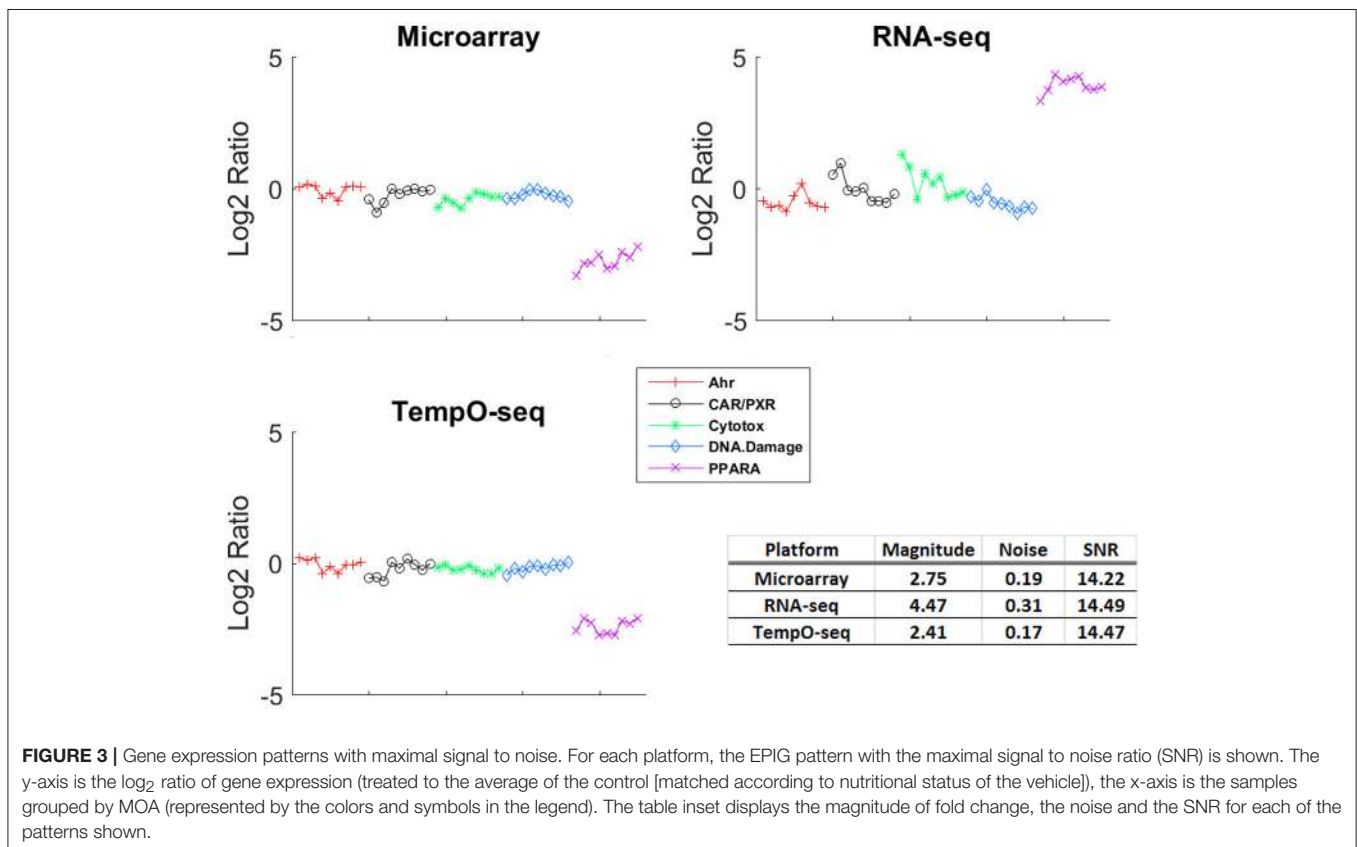 Microarray
5
0
-5
Log2 Ratio
RNA-seq
5
0
-5
Log2 Ratio
TempO-seq
5
0
-5
Log2 Ratio
Ahr
CAR/PXR
Cytotox
DNA.Damage
PPARA
Platform Magnitude Noise SNR
Microarray 2.75 0.19 14.22
RNA-seq 4.47 0.31 14.49
TempO-seq 2.41 0.17 14.47
FIGURE 3 | Gene expression patterns with maximal signal to noise. For each platform, the EPIG pattern with the maximal signal to noise ratio (SNR) is shown. The
y-axis is the log2 ratio of gene expression (treated to the average of the control [matched according to nutritional status of the vehicle]), the x-axis is the samples
grouped by MOA (represented by the colors and symbols in the legend). The table inset displays the magnitude of fold change, the noise and the SNR for each of the
patterns shown.